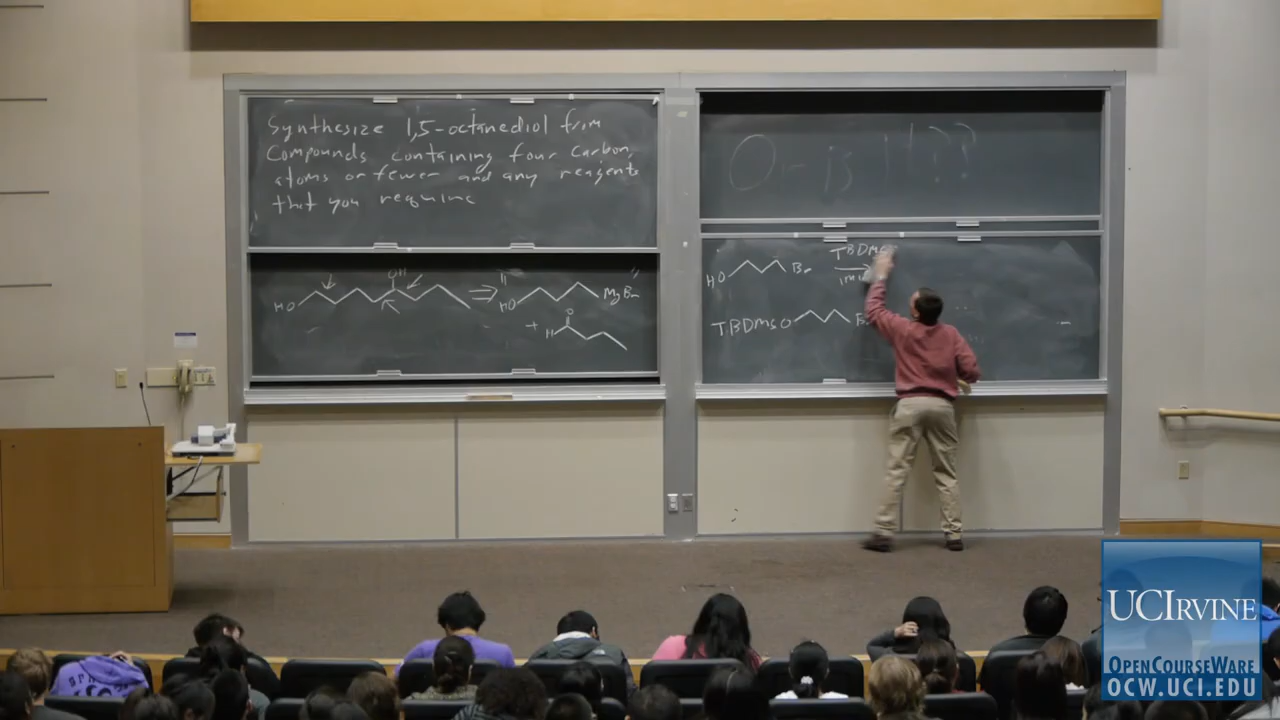 Synthesize 1,5-octanediol from
Compounds containing four Carbon
atoms or fewer and any reagents
that you require
OH
HO
⇒
"
HO
MgBr
"
+
H
O
HO
Br
TBDMS
TBDMSO
B
UCIRVINE
OPENCOURSEWARE
OCW.UCI.EDU